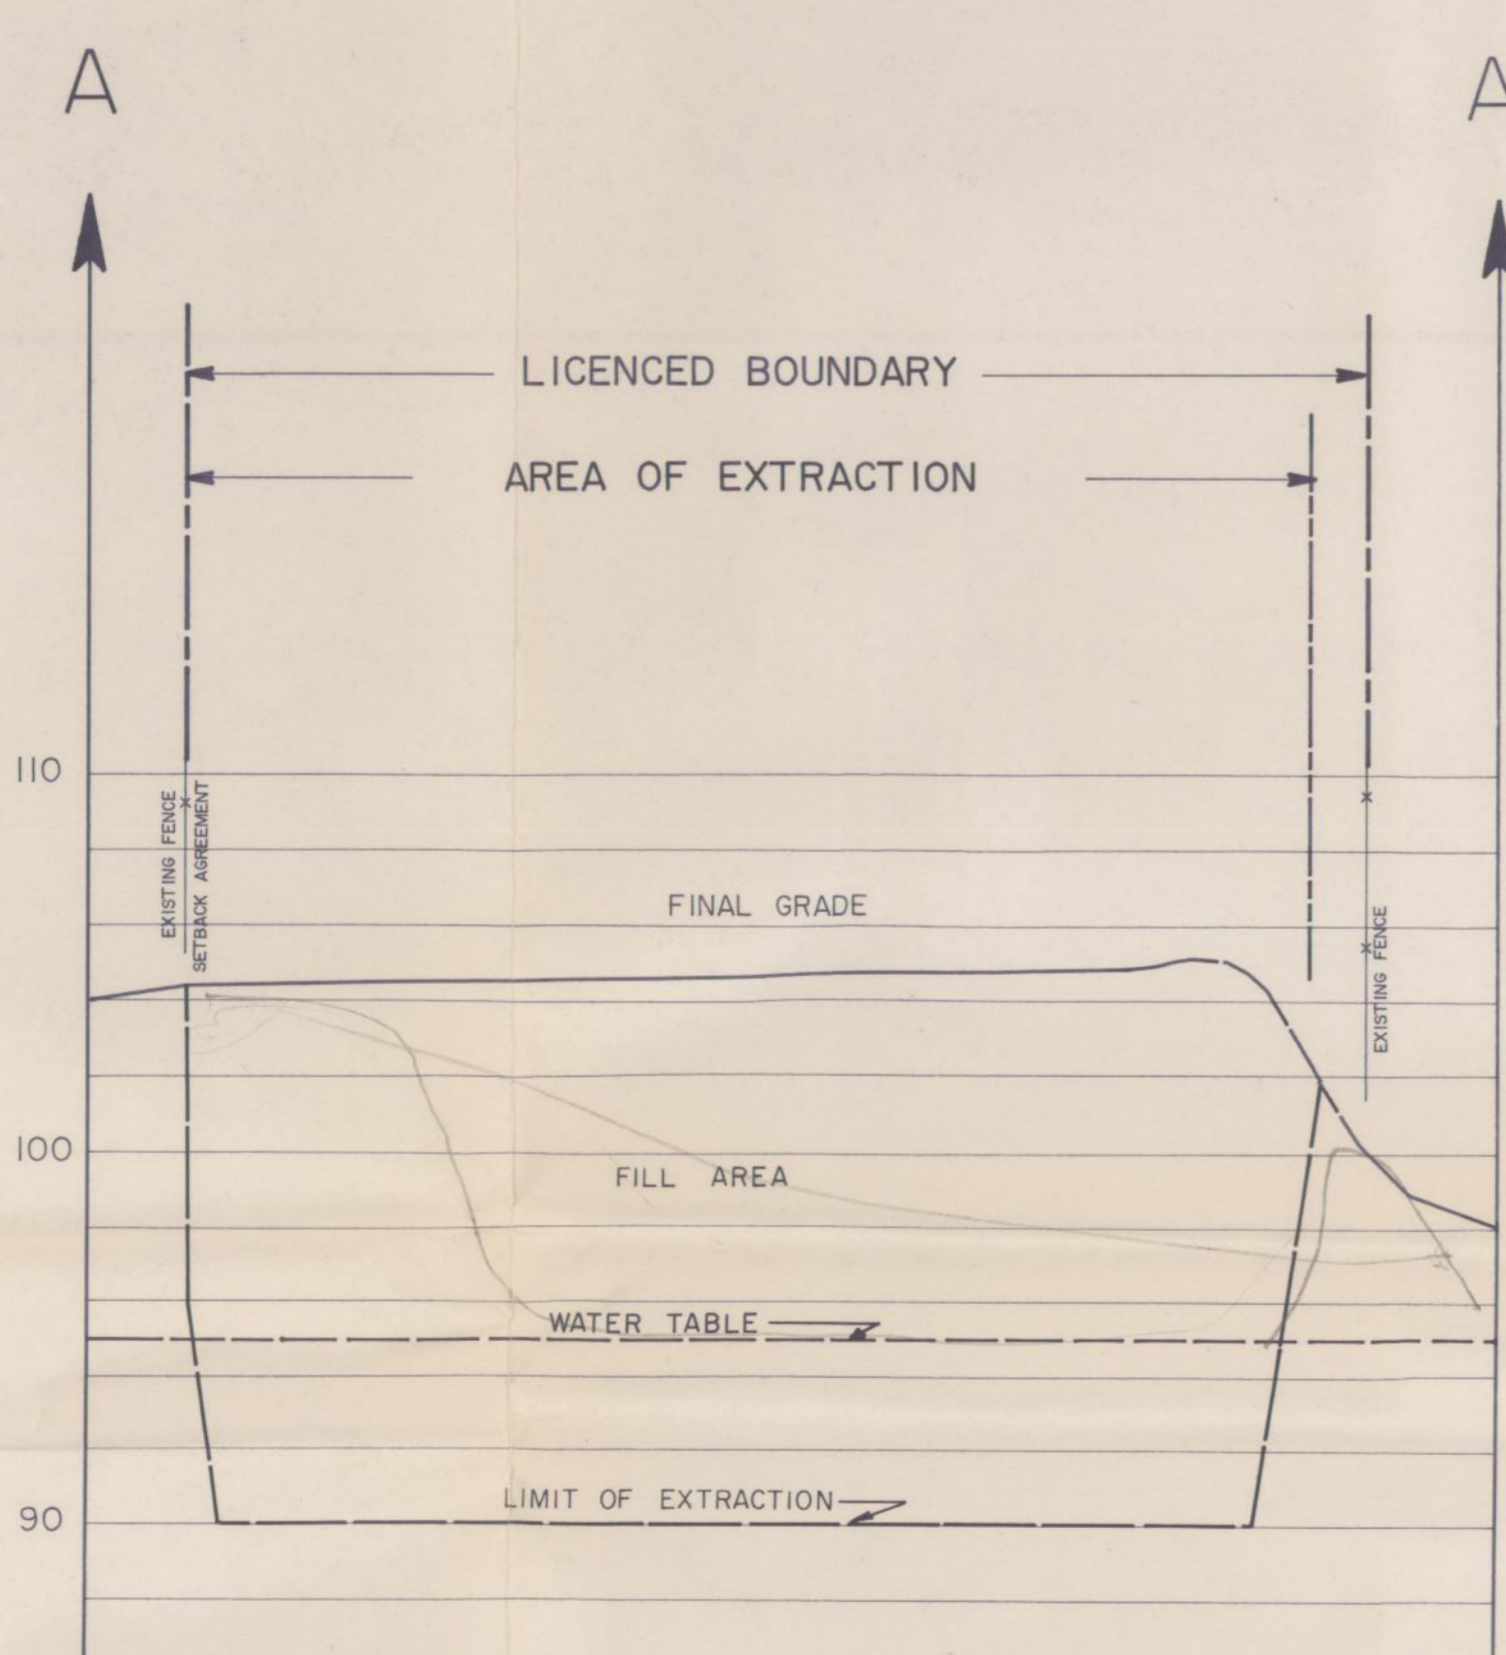 A A
LICENCED BOUNDARY
AREA OF EXTRACTION
110
EXISTING FENCE
SETBACK AGREEMENT
FINAL GRADE
EXISTING FENCE
100
FILL AREA
WATER TABLE
LIMIT OF EXTRACTION
90